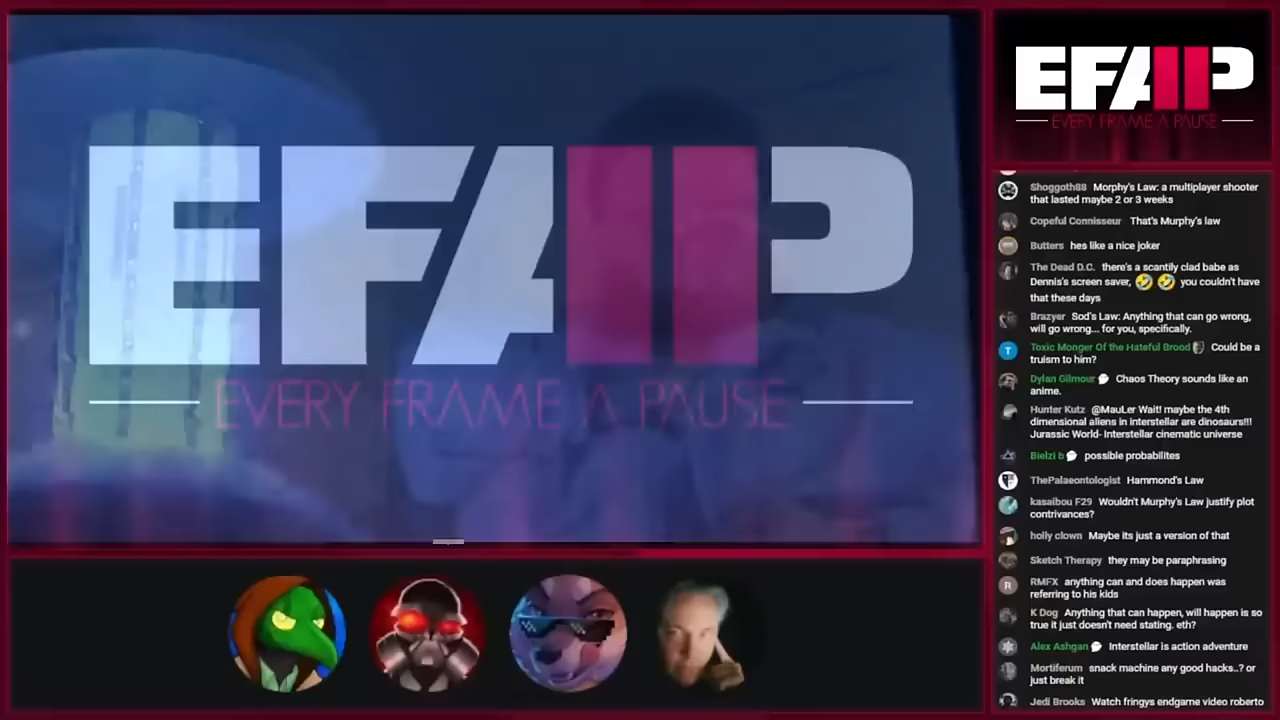 EFAP
EVERY FRAME A PAUSE
EFAP
EVERY FRAME A PAUSE
Shoggoth88 Morphy's Law: a multiplayer shooter
that lasted maybe 2 or 3 weeks
Copeful Connisseur That's Murphy's law
Butters hes like a nice joker
The Dead D.C. there's a scantily clad babe as
Dennis's screen saver, 🤣 🤣 you couldn't have
that these days
Brazyer Sod's Law: Anything that can go wrong,
will go wrong... for you, specifically.
T Toxic Monger Of the Hateful Brood Could be a
truism to him?
Dylan Gilmour Chaos Theory sounds like an
anime.
Hunter Kutz @MauLer Wait! maybe the 4th
dimensional aliens in Interstellar are dinosaurs!!!
Jurassic World- Interstellar cinematic universe
Bielzi b possible probabilites
ThePalaeontologist Hammond's Law
kasaibou F29 Wouldn't Murphy's Law justify plot
contrivances?
holly clown Maybe its just a version of that
Sketch Therapy they may be paraphrasing
R RMFX anything can and does happen was
referring to his kids
K Dog Anything that can happen, will happen is so
true it just doesn't need stating. eth?
Alex Ashgan Interstellar is action adventure
Mortiferum snack machine any good hacks..? or
just break it
Jedi Brooks Watch fringys endgame video roberto